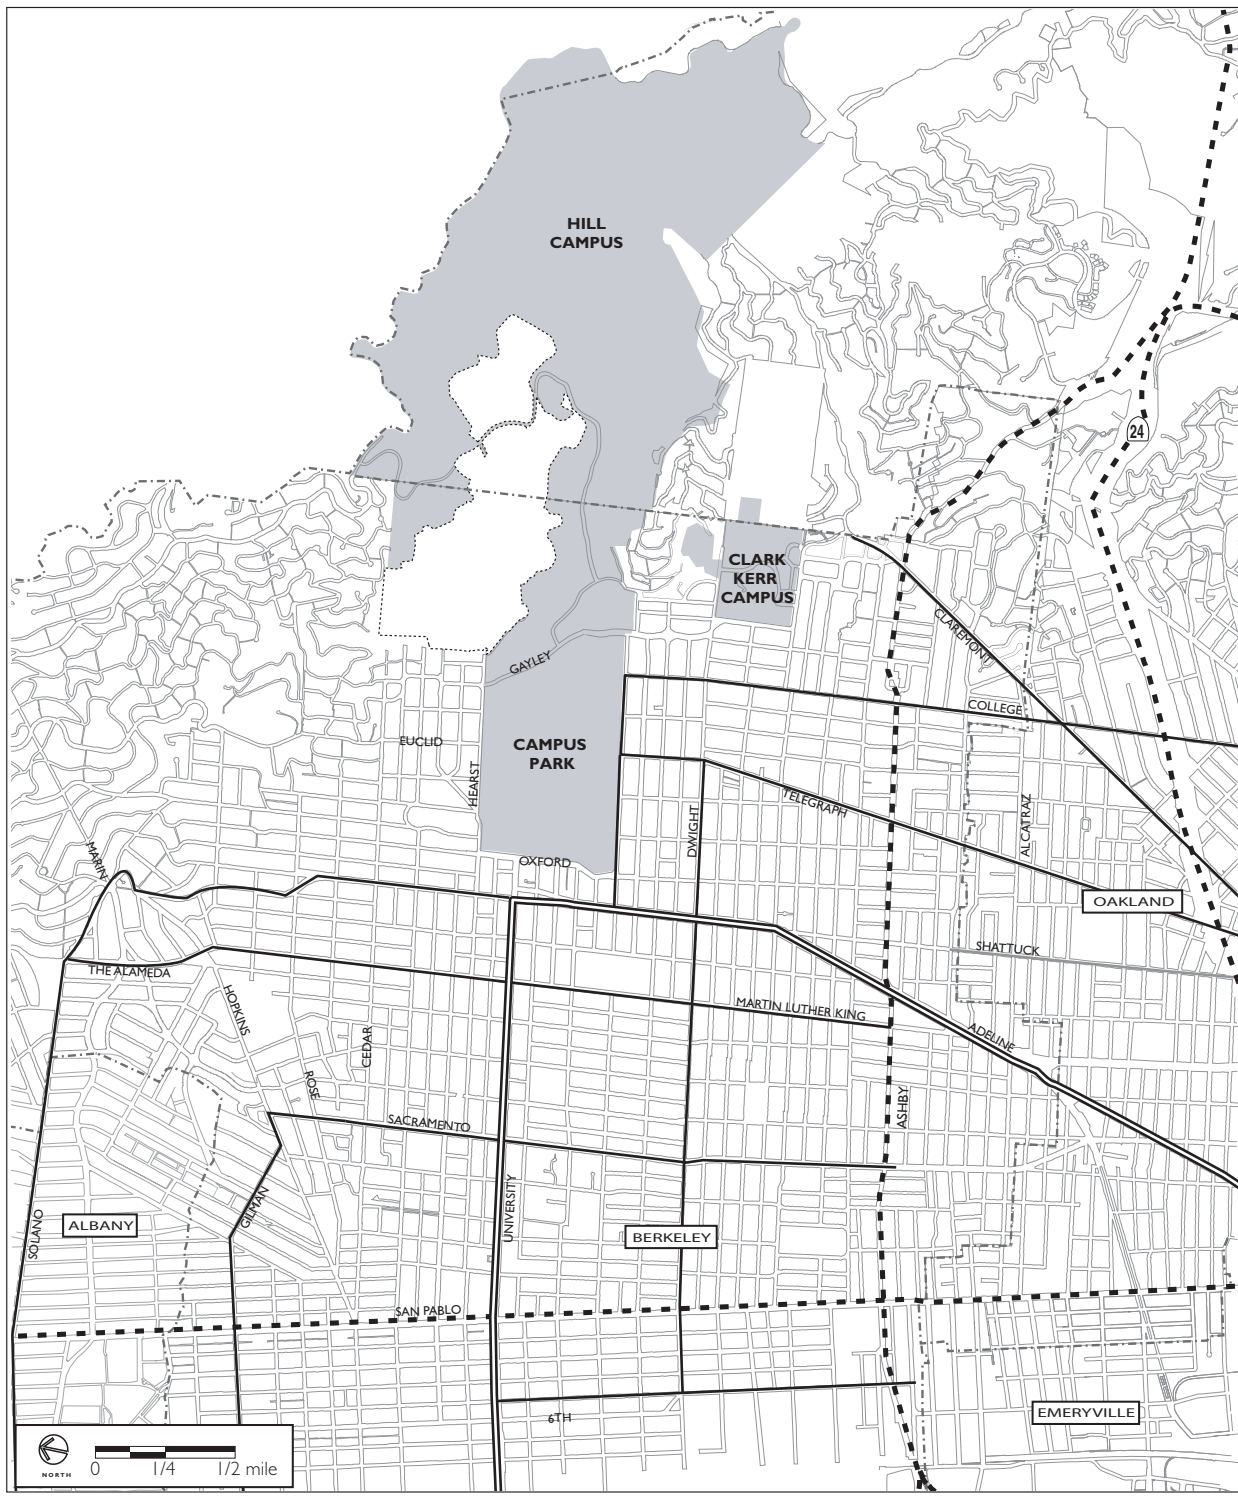 HILL
CAMPUS
24
CLARK
KERR
CAMPUS
CLAREMONT
GAYLEY
COLLEGE
EUCLID
CAMPUS
PARK
HEARST
TELEGRAPH
DWIGHT
ALCATRAZ
MARIN
OXFORD
OAKLAND
SHATTUCK
THE ALAMEDA
HOPKINS
MARTIN LUTHER KING
ADELINE
CEDAR
ROSE
ASHBY
SACRAMENTO
UNIVERSITY
GILMAN
SOLANO
ALBANY
BERKELEY
SAN PABLO
6TH
EMERYVILLE
NORTH
0 1/4 1/2 mile